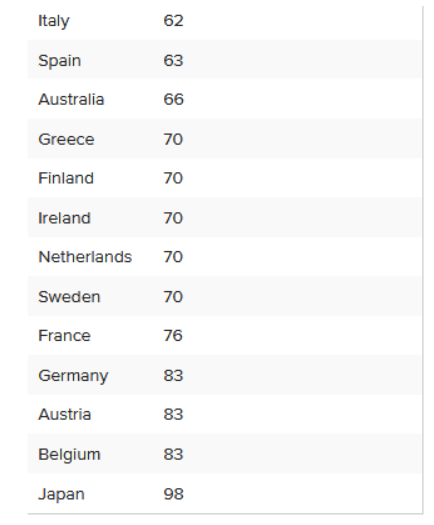 Italy 62
Spain 63
Australia 66
Greece 70
Finland 70
Ireland 70
Netherlands 70
Sweden 70
France 76
Germany 83
Austria 83
Belgium 83
Japan 98